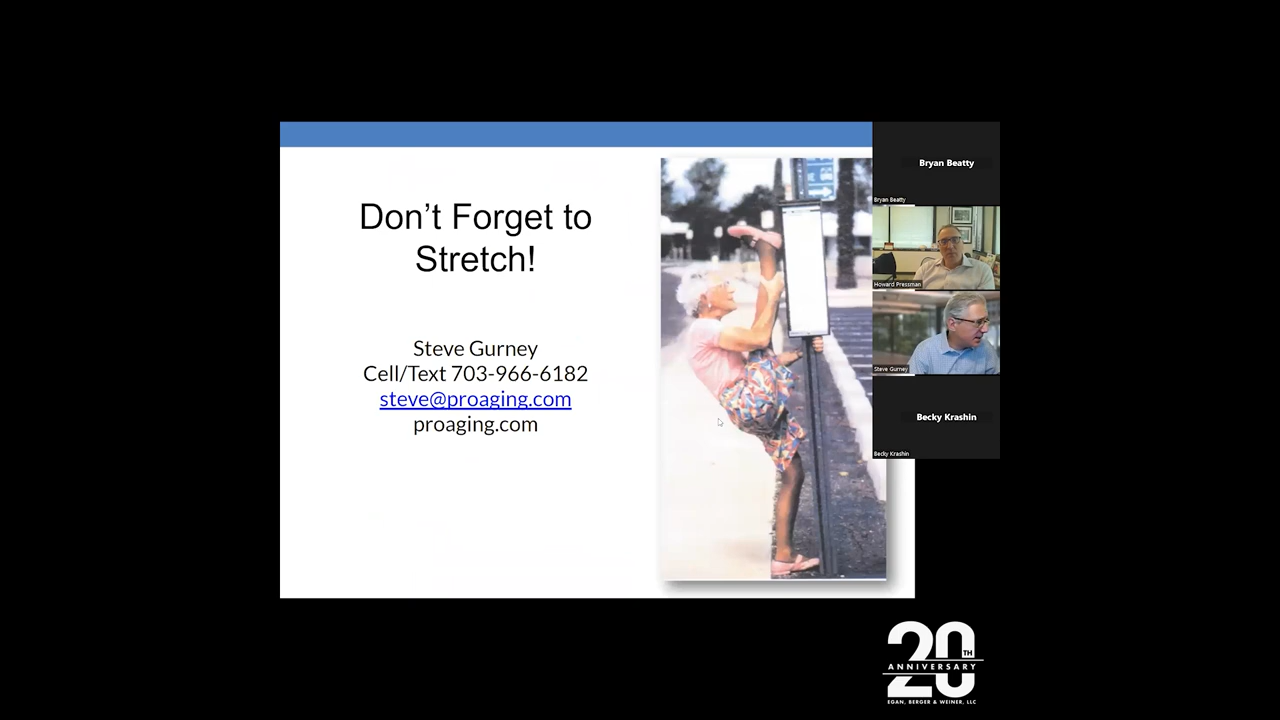 Don't Forget to
Stretch!
Steve Gurney
Cell/Text 703-966-6182
steve@proaging.com
proaging.com
Bryan Beatty
Bryan Beatty
Howard Pressman
Steve Gurney
Becky Krashin
Becky Krashin
20TH
ANNIVERSARY
EGAN, BERGER & WEINER, LLC